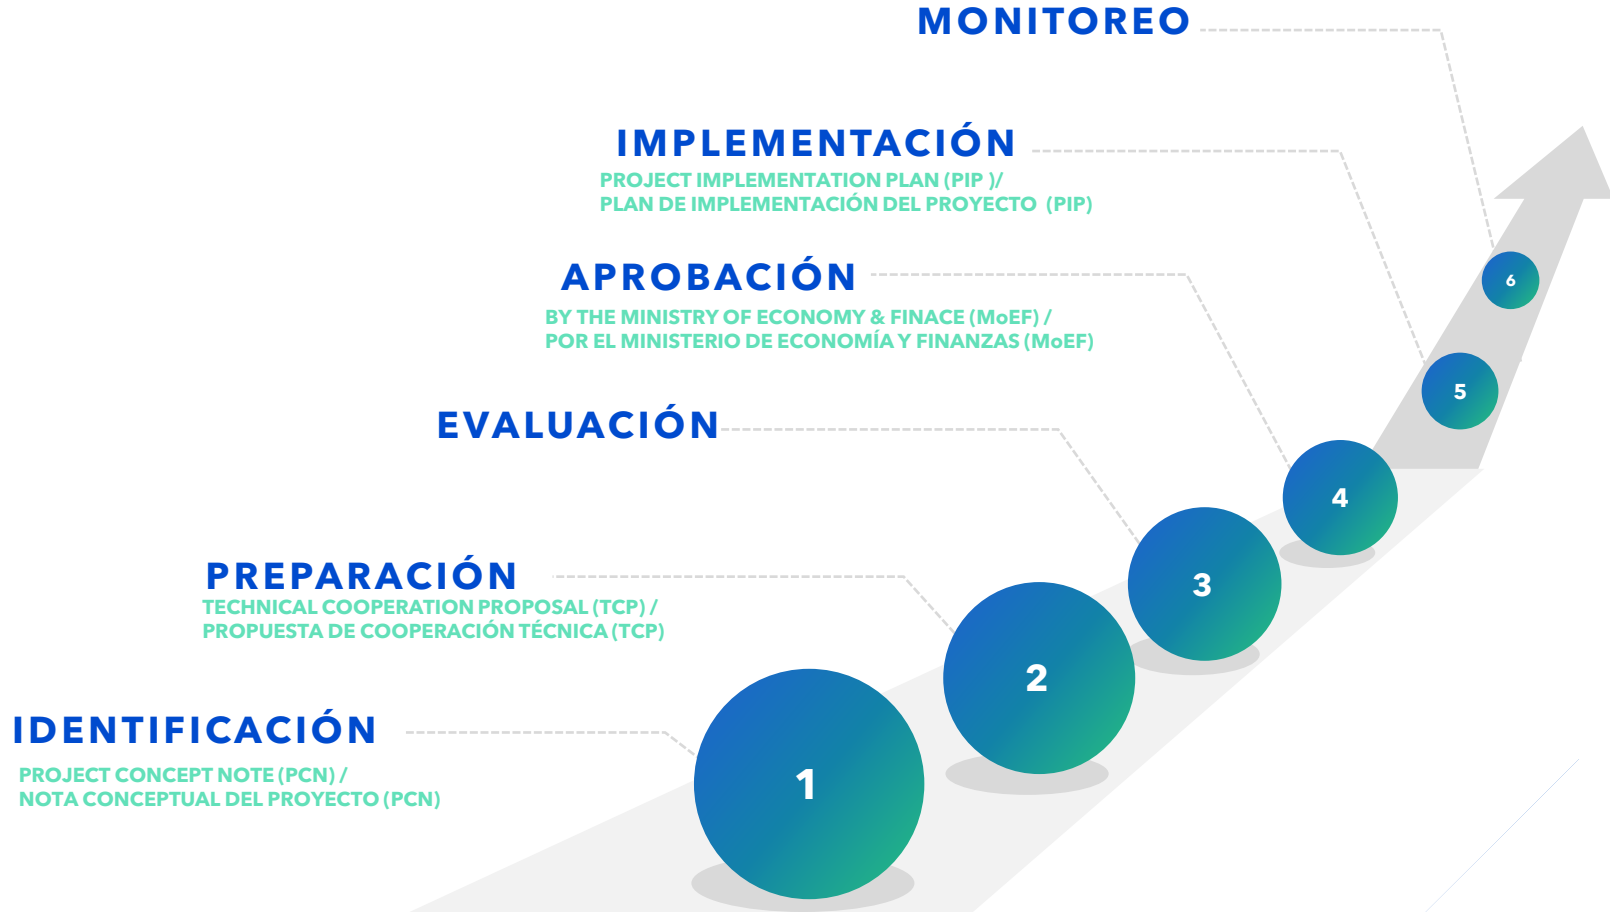 MONITOREO
IMPLEMENTACIÓN
PROJECT IMPLEMENTATION PLAN (PIP )/
PLAN DE IMPLEMENTACIÓN DEL PROYECTO (PIP)
APROBACIÓN
BY THE MINISTRY OF ECONOMY & FINACE (MoEF) /
POR EL MINISTERIO DE ECONOMÍA Y FINANZAS (MoEF)
EVALUACIÓN
PREPARACIÓN
TECHNICAL COOPERATION PROPOSAL (TCP) /
PROPUESTA DE COOPERACIÓN TÉCNICA (TCP)
IDENTIFICACIÓN
PROJECT CONCEPT NOTE (PCN) /
NOTA CONCEPTUAL DEL PROYECTO (PCN)
6
5
4
3
2
1